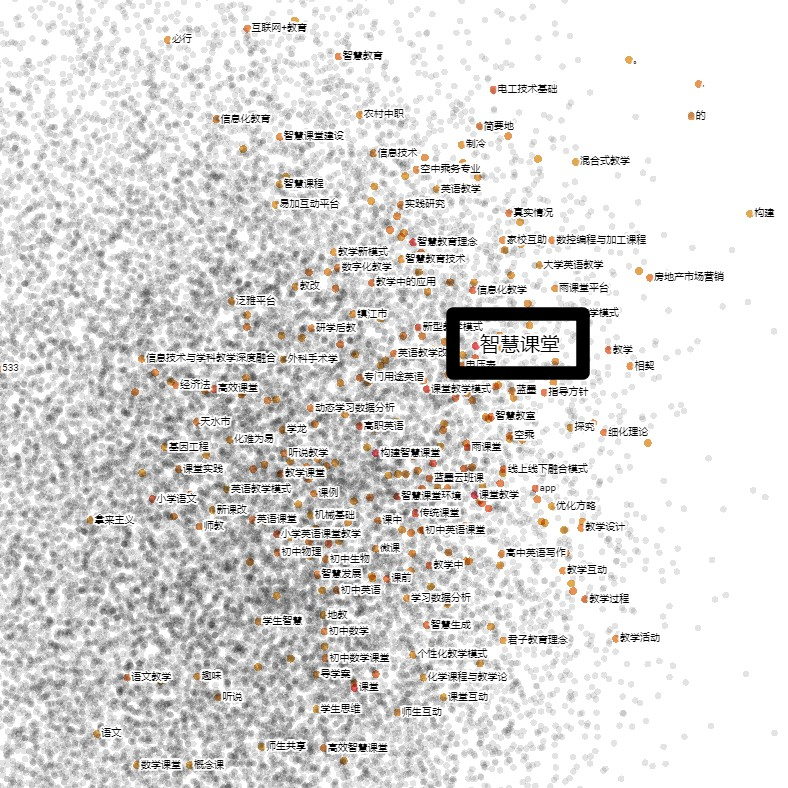 互联网+教育
必行
智慧教育
。
.
电工技术基础
农村中职
的
信息化教育
简要地
智慧课堂建设
制冷
信息技术
混合式教学
空中乘务专业
智慧课程
英语教学
易加互动平台
实践研究
真实情况
构建
智慧教育理念
家校互助
数控编程与加工课程
教学新模式
智慧教育技术
数字化教学
大学英语教学
房地产市场营销
教学中的应用
教改
信息化教学
雨课堂平台
泛雅平台
镇江市
学模式
研学后教
新型教学模式
智慧课堂
教学
英语教学改
信息技术与学科教学深度融合
外科手术学
相契
533
专门用途英语
经济法
高效课堂
课堂教学模式
蓝墨
指导方针
动态学习数据分析
智慧教室
天水市
高职英语
探究
学龙
细化理论
空乘
化难为易
基因工程
雨课堂
听说教学
构建智慧课堂
课堂实践
教学课堂
线上线下融合模式
蓝墨云班课
英语教学模式
课例
app
小学语文
智慧课堂环境
课堂教学
优化方略
新课改
传统课堂
机械基础
拿来主义
英语课堂
课中
师教
教学设计
初中英语课堂
小学英语课堂教学
微课
初中物理
高中英语写作
初中生物
教学中
教学互动
智慧发展
课前
初中英语
学习数据分析
教学过程
地教
学生智慧
智慧生成
初中数学
教学活动
君子教育理念
个性化教学模式
初中数学课堂
导学案
语文教学
趣味
化学课程与教学论
课堂
听说
课堂互动
学生思维
师生互动
语文
师生共享
高效智慧课堂
数学课堂
概念课